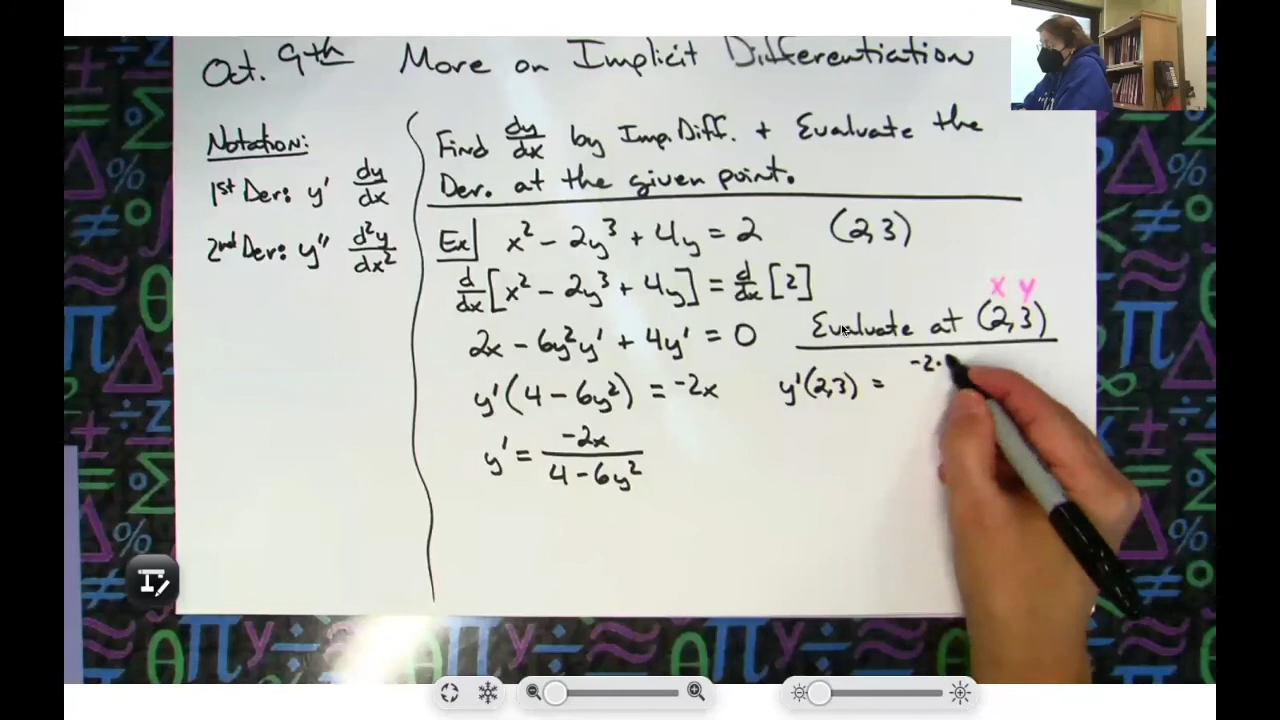 Oct. 9th More on Implicit Differentiation
Notation:
1st Der: y' dy/dx
2nd Der: y'' d²y/dx²
Find dy/dx by Imp. Diff. + Evaluate the
Der. at the given point.
Ex| x² - 2y³ + 4y = 2 (2,3)
d/dx[x² - 2y³ + 4y] = d/dx[2]
2x - 6y²y' + 4y' = 0
y'(4 - 6y²) = -2x
y' = -2x/(4 - 6y²)
x y
Evaluate at (2,3)
y'(2,3) = -2·